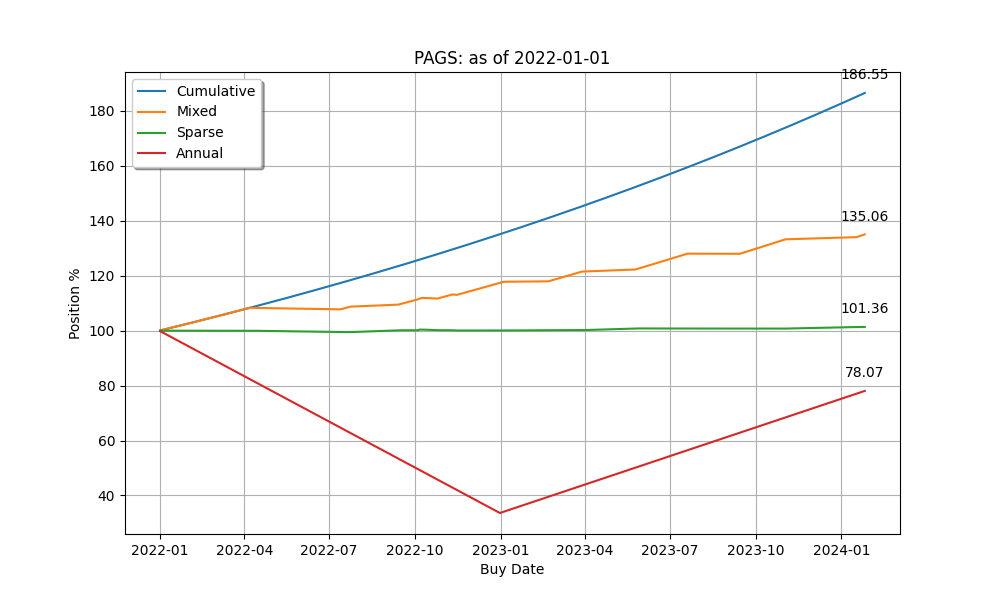 PAGS: as of 2022-01-01
186.55
Cumulative
Mixed
Sparse
Annual
180
160
140
120
100
80
60
40
135.06
101.36
78.07
Position %
2022-01 2022-04 2022-07 2022-10 2023-01 2023-04 2023-07 2023-10 2024-01
Buy Date